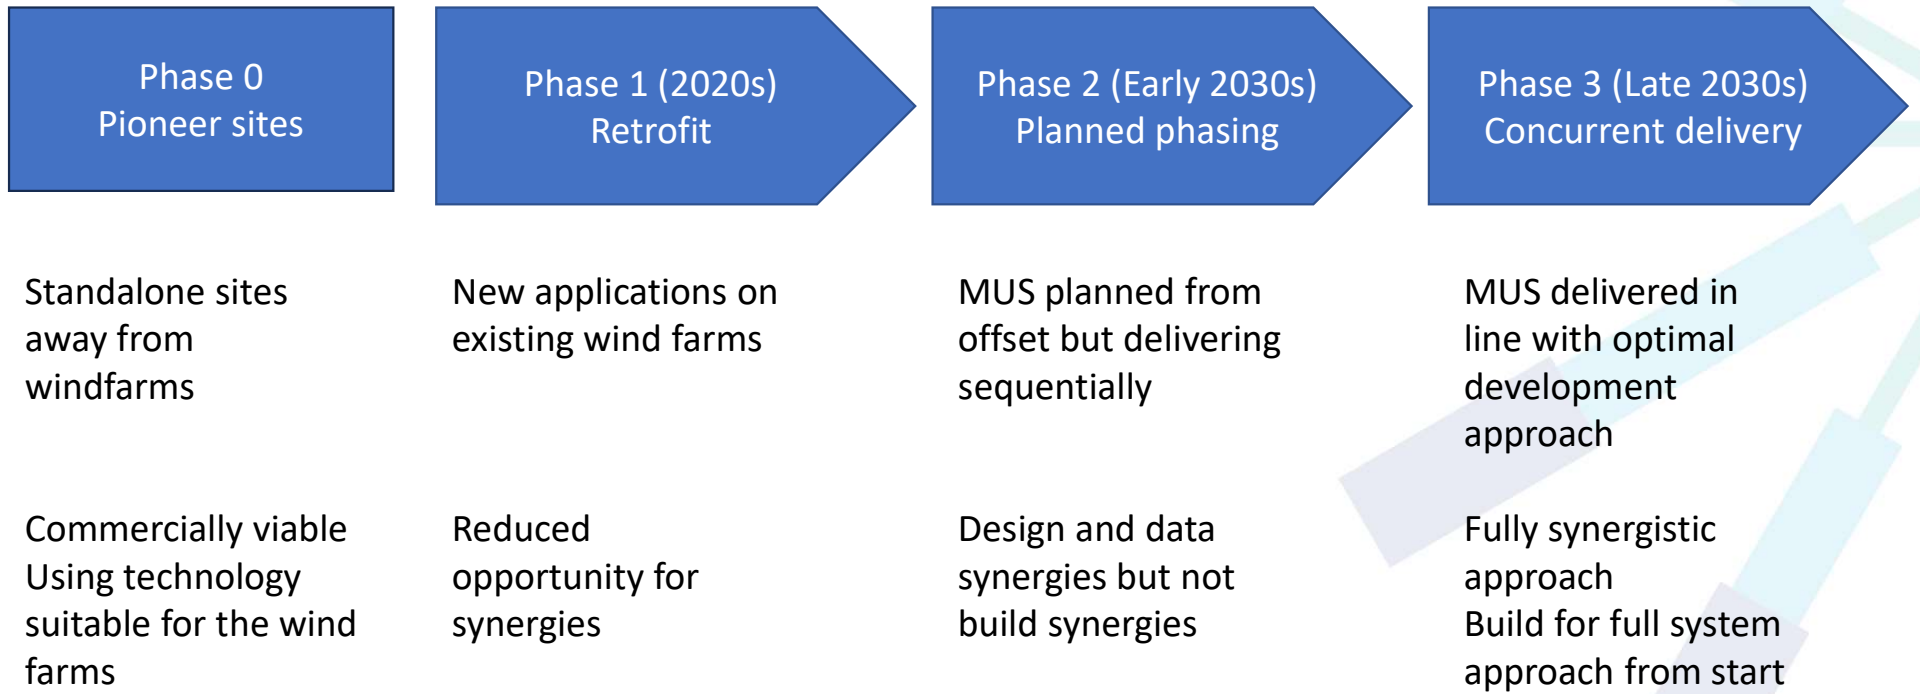 Phase 0
Pioneer sites
Phase 1 (2020s)
Retrofit
Phase 2 (Early 2030s)
Planned phasing
Phase 3 (Late 2030s)
Concurrent delivery
Standalone sites
away from
windfarms
New applications on
existing wind farms
MUS planned from
offset but delivering
sequentially
MUS delivered in
line with optimal
development
approach
Commercially viable
Using technology
suitable for the wind
farms
Reduced
opportunity for
synergies
Design and data
synergies but not
build synergies
Fully synergistic
approach
Build for full system
approach from start